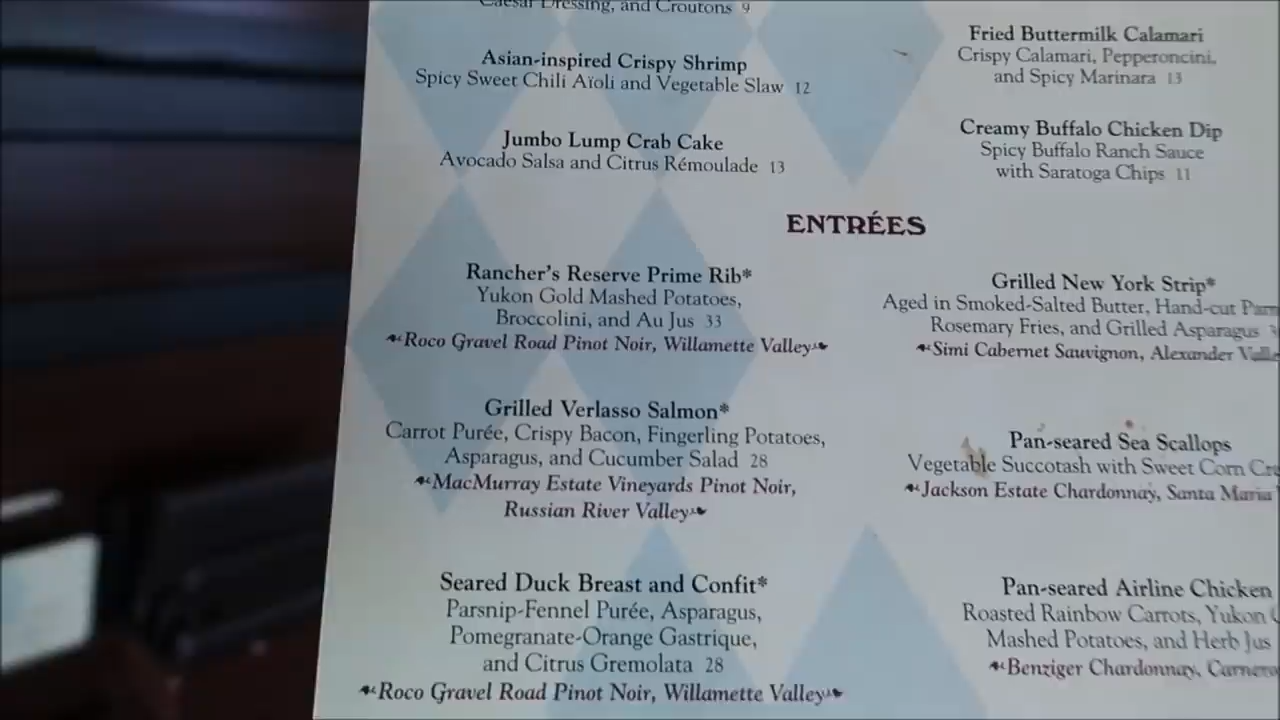 Caesar Dressing, and Croutons 9
Asian-inspired Crispy Shrimp
Spicy Sweet Chili Aïoli and Vegetable Slaw 12
Jumbo Lump Crab Cake
Avocado Salsa and Citrus Rémoulade 13
Fried Buttermilk Calamari
Crispy Calamari, Pepperoncini,
and Spicy Marinara 13
Creamy Buffalo Chicken Dip
Spicy Buffalo Ranch Sauce
with Saratoga Chips 11
ENTRÉES
Rancher's Reserve Prime Rib*
Yukon Gold Mashed Potatoes,
Broccolini, and Au Jus 33
Roco Gravel Road Pinot Noir, Willamette Valley
Grilled Verlasso Salmon*
Carrot Purée, Crispy Bacon, Fingerling Potatoes,
Asparagus, and Cucumber Salad 28
MacMurray Estate Vineyards Pinot Noir,
Russian River Valley
Seared Duck Breast and Confit*
Parsnip-Fennel Purée, Asparagus,
Pomegranate-Orange Gastrique,
and Citrus Gremolata 28
Roco Gravel Road Pinot Noir, Willamette Valley
Grilled New York Strip*
Aged in Smoked-Salted Butter, Hand-cut
Rosemary Fries, and Grilled Asparagus
Simi Cabernet Sauvignon, Alexander
Pan-seared Sea Scallops
Vegetable Succotash with Sweet Corn
Jackson Estate Chardonnay, Santa Maria
Pan-seared Airline Chicken
Roasted Rainbow Carrots, Yukon
Mashed Potatoes, and Herb Jus
Benziger Chardonnay,